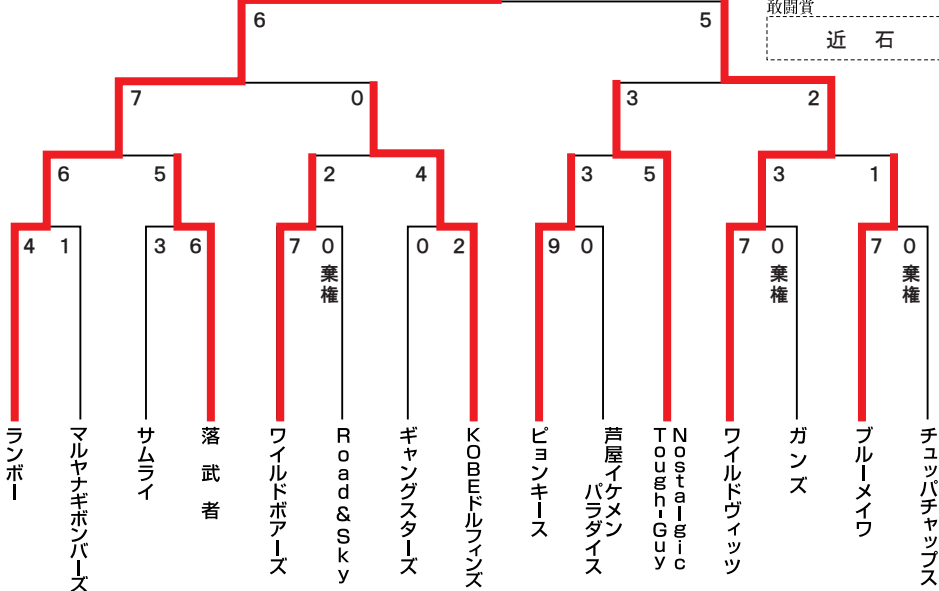 敢闘賞
近 石
6 5
7 0 3 2
6 5 2 4 3 5 3 1
4 1 3 6 7 0 0 2 9 0 7 0 7 0
棄権
棄権
棄権
ランボー
マルヤナギボンバーズ
サムライ
落武者
ワイルドボアーズ
Road&Sky
ギャングスターズ
KOBEドルフィンズ
ピョンキース
芦屋イケメン
パラダイス
Nostalgic
Tough-Guy
ワイルドヴィッツ
ガンズ
ブルーメイワ
チュッパチャップス